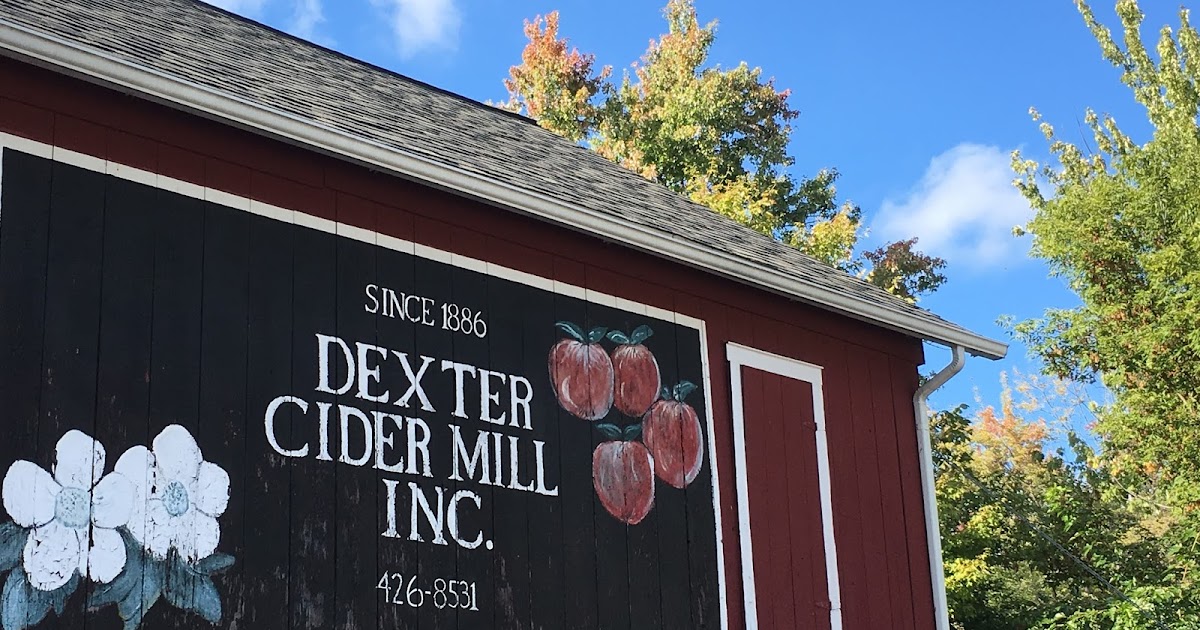 SINCE 1886
DEXTER
CIDER MILL
INC.
426-8531